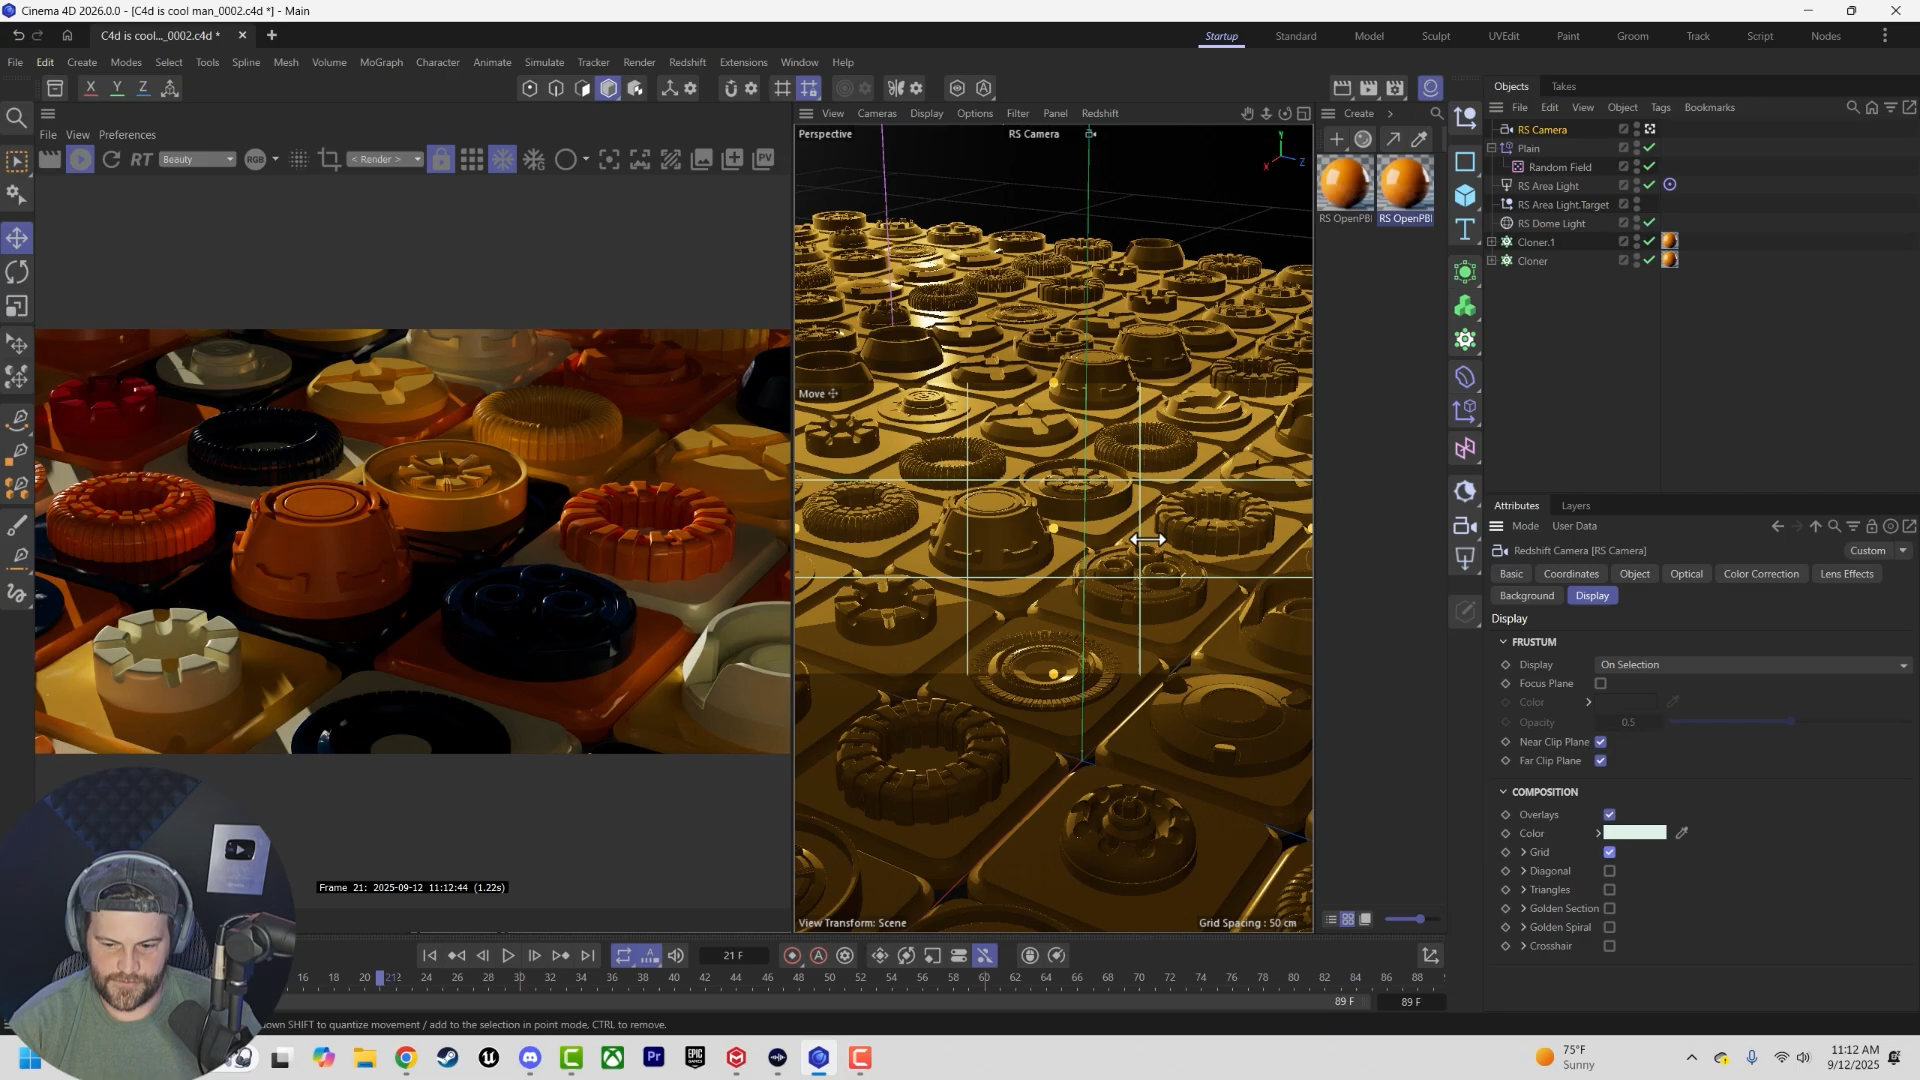 Cinema 4D 2026.0.0 - [C4d is cool man_0002.c4d *] - Main
C4d is cool..._0002.c4d *
Startup Standard Model Sculpt UVEdit Paint Groom Track Script Nodes
File Edit Create Modes Select Tools Spline Mesh Volume MoGraph Character Animate Simulate Tracker Render Redshift Extensions Window Help
X Y Z
Objects Takes
File Edit View Object Tags Bookmarks
File View Preferences
RT Beauty RGB < Render > PV
View Cameras Display Options Filter Panel Redshift
Create
Perspective
RS Camera
Y
X
Z
Move
RS OpenPBI RS OpenPBI
RS Camera
Plain
Random Field
RS Area Light
RS Area Light.Target
RS Dome Light
Cloner.1
Cloner
Attributes Layers
Mode User Data
Redshift Camera [RS Camera]
Custom
Basic Coordinates Object Optical Color Correction Lens Effects
Background Display
Display
FRUSTUM
Display On Selection
Focus Plane
Color
Opacity 0.5
Near Clip Plane
Far Clip Plane
COMPOSITION
Overlays
Color
Grid
Diagonal
Triangles
Golden Section
Golden Spiral
Crosshair
Frame 21: 2025-09-12 11:12:44 (1.22s)
View Transform: Scene
Grid Spacing : 50 cm
21 F
16 18 20 212 24 26 28 30 32 34 36 38 40 42 44 46 48 50 52 54 56 58 60 62 64 66 68 70 72 74 76 78 80 82 84 86 88
89 F
89 F
own SHIFT to quantize movement / add to the selection in point mode, CTRL to remove.
75°F
Sunny
11:12 AM
9/12/2025